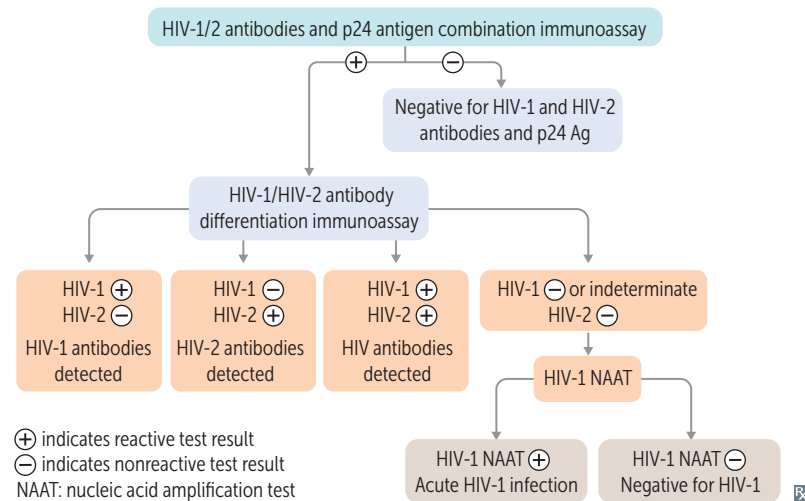 HIV-1/2 antibodies and p24 antigen combination immunoassay
+ −
Negative for HIV-1 and HIV-2
antibodies and p24 Ag
HIV-1/HIV-2 antibody
differentiation immunoassay
HIV-1 +
HIV-2 −
HIV-1 antibodies
detected
HIV-1 −
HIV-2 +
HIV-2 antibodies
detected
HIV-1 +
HIV-2 +
HIV antibodies
detected
HIV-1 − or indeterminate
HIV-2 −
HIV-1 NAAT
HIV-1 NAAT +
Acute HIV-1 infection
HIV-1 NAAT −
Negative for HIV-1
+ indicates reactive test result
− indicates nonreactive test result
NAAT: nucleic acid amplification test